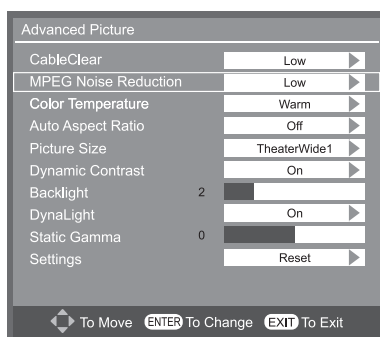 Advanced Picture
CableClear Low
MPEG Noise Reduction Low
Color Temperature Warm
Auto Aspect Ratio Off
Picture Size TheaterWide1
Dynamic Contrast On
Backlight 2
DynaLight On
Static Gamma 0
Settings Reset
To Move ENTER To Change EXIT To Exit